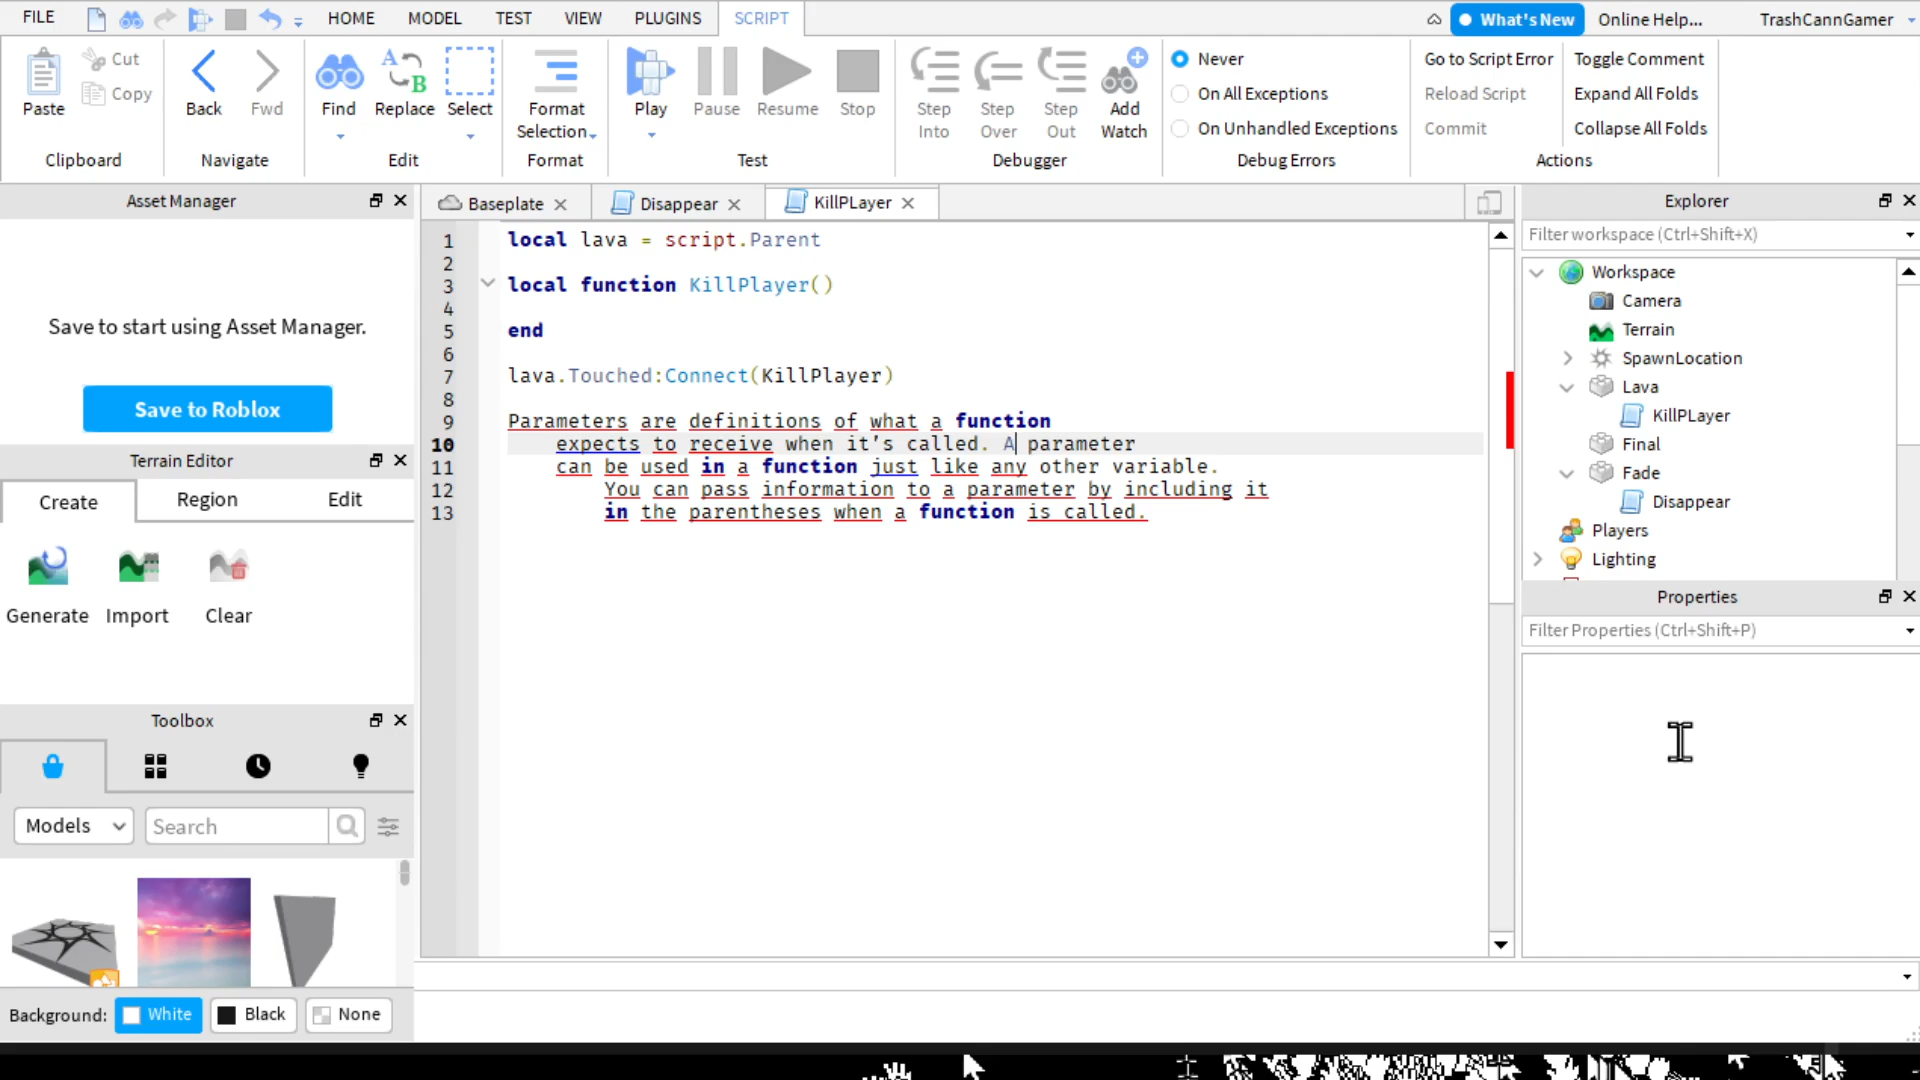 FILE HOME MODEL TEST VIEW PLUGINS SCRIPT What's New Online Help... TrashCannGamer
Paste Cut Copy Clipboard
Back Fwd Navigate
Find Replace Select Edit
A B
Format Selection Format
Play Pause Resume Stop Test
Step Into Step Over Step Out Add Watch Debugger
Never
On All Exceptions
On Unhandled Exceptions
Debug Errors
Go to Script Error Toggle Comment
Reload Script Expand All Folds
Commit Collapse All Folds
Actions
Asset Manager
Save to start using Asset Manager.
Save to Roblox
Terrain Editor
Create Region Edit
Generate Import Clear
Toolbox
Models Search
Background: White Black None
Baseplate Disappear KillPLayer
1 local lava = script.Parent
2
3 local function KillPlayer()
4
5 end
6
7 lava.Touched:Connect(KillPlayer)
8
9 Parameters are definitions of what a function
10 expects to receive when it's called. A parameter
11 can be used in a function just like any other variable.
12 You can pass information to a parameter by including it
13 in the parentheses when a function is called.
Explorer
Filter workspace (Ctrl+Shift+X)
Workspace
Camera
Terrain
SpawnLocation
Lava
KillPLayer
Final
Fade
Disappear
Players
Lighting
Properties
Filter Properties (Ctrl+Shift+P)